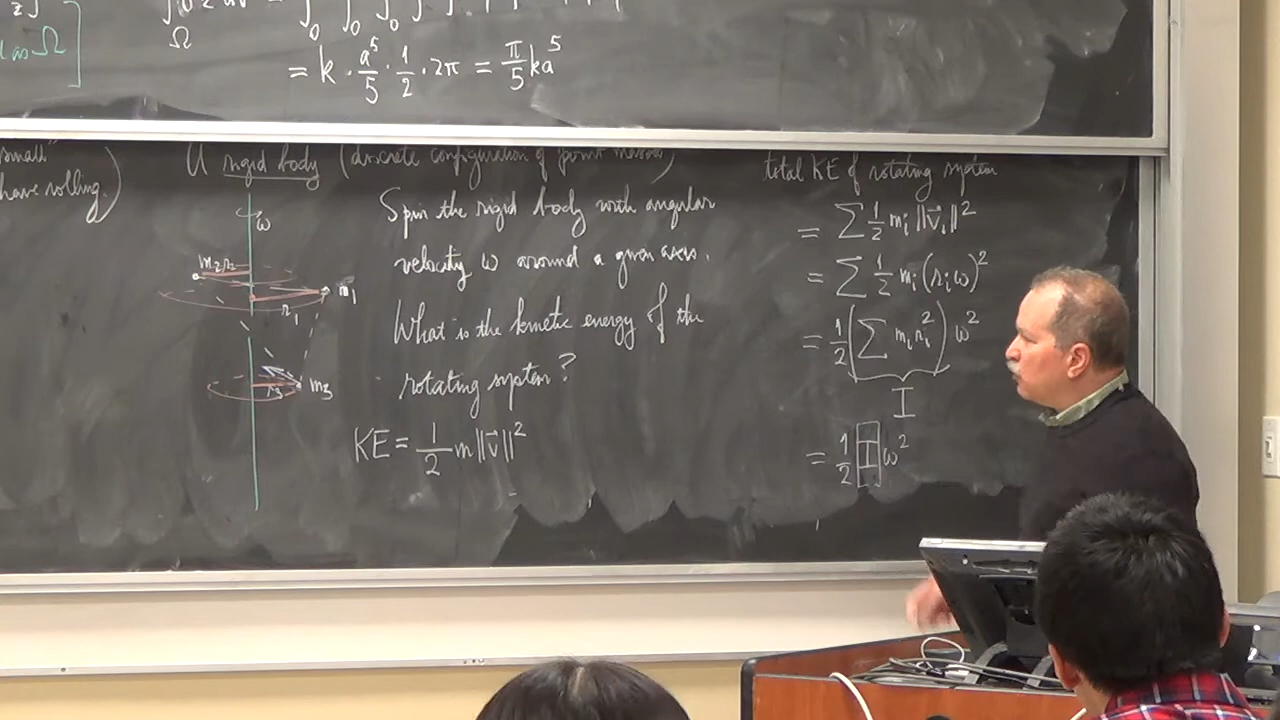 = k · a⁵/5 · 1/2 · 2π = π/5 ka⁵
small
have rolling.)
A rigid body (discrete configuration of point masses)
ω
m₂ r₂
m₁
r₁
r₃ m₃
Spin the rigid body with angular
velocity ω around a given axis.
What is the kinetic energy of the
rotating system?
KE = 1/2 m‖v⃗‖²
total KE of rotating system
= ∑ 1/2 mᵢ ‖v⃗ᵢ‖²
= ∑ 1/2 mᵢ (rᵢ ω)²
= 1/2 (∑ mᵢ rᵢ²) ω²
I
= 1/2 I ω²